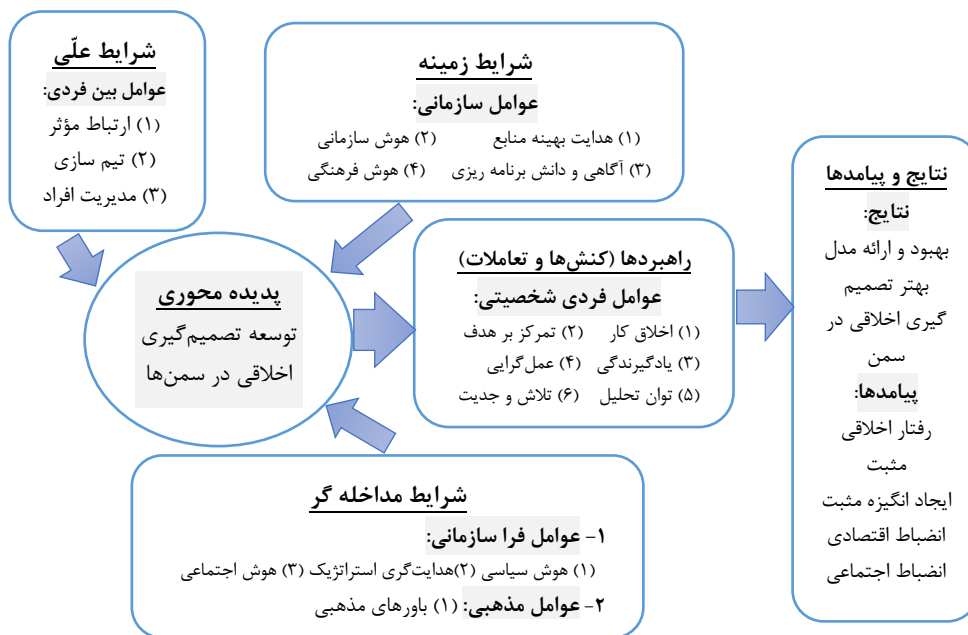 شرایط علّی
عوامل بین فردی:
(۱) ارتباط مؤثر
(۲) تیم سازی
(۳) مدیریت افراد
شرایط زمینه
عوامل سازمانی:
(۱) هدایت بهینه منابع (۲) هوش سازمانی
(۳) آگاهی و دانش برنامه ریزی (۴) هوش فرهنگی
پدیده محوری
توسعه تصمیم‌گیری
اخلاقی در سمن‌ها
راهبردها (کنش‌ها و تعاملات)
عوامل فردی شخصیتی:
(۱) اخلاق کار (۲) تمرکز بر هدف
(۳) یادگیرندگی (۴) عمل‌گرایی
(۵) توان تحلیل (۶) تلاش و جدیت
شرایط مداخله گر
۱- عوامل فرا سازمانی:
(۱) هوش سیاسی (۲)هدایت‌گری استراتژیک (۳) هوش اجتماعی
۲- عوامل مذهبی: (۱) باورهای مذهبی
نتایج و پیامدها
نتایج:
بهبود و ارائه مدل
بهتر تصمیم
گیری اخلاقی در
سمن
پیامدها:
رفتار اخلاقی
مثبت
ایجاد انگیزه مثبت
انضباط اقتصادی
انضباط اجتماعی